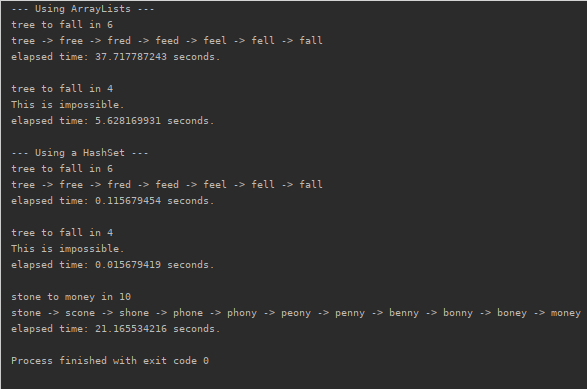 --- Using ArrayLists ---
tree to fall in 6
tree -> free -> fred -> feed -> feel -> fell -> fall
elapsed time: 37.717787243 seconds.
tree to fall in 4
This is impossible.
elapsed time: 5.628169931 seconds.
--- Using a HashSet ---
tree to fall in 6
tree -> free -> fred -> feed -> feel -> fell -> fall
elapsed time: 0.115679454 seconds.
tree to fall in 4
This is impossible.
elapsed time: 0.015679419 seconds.
stone to money in 10
stone -> scone -> shone -> phone -> phony -> peony -> penny -> benny -> bonny -> boney -> money
elapsed time: 21.165534216 seconds.
Process finished with exit code 0